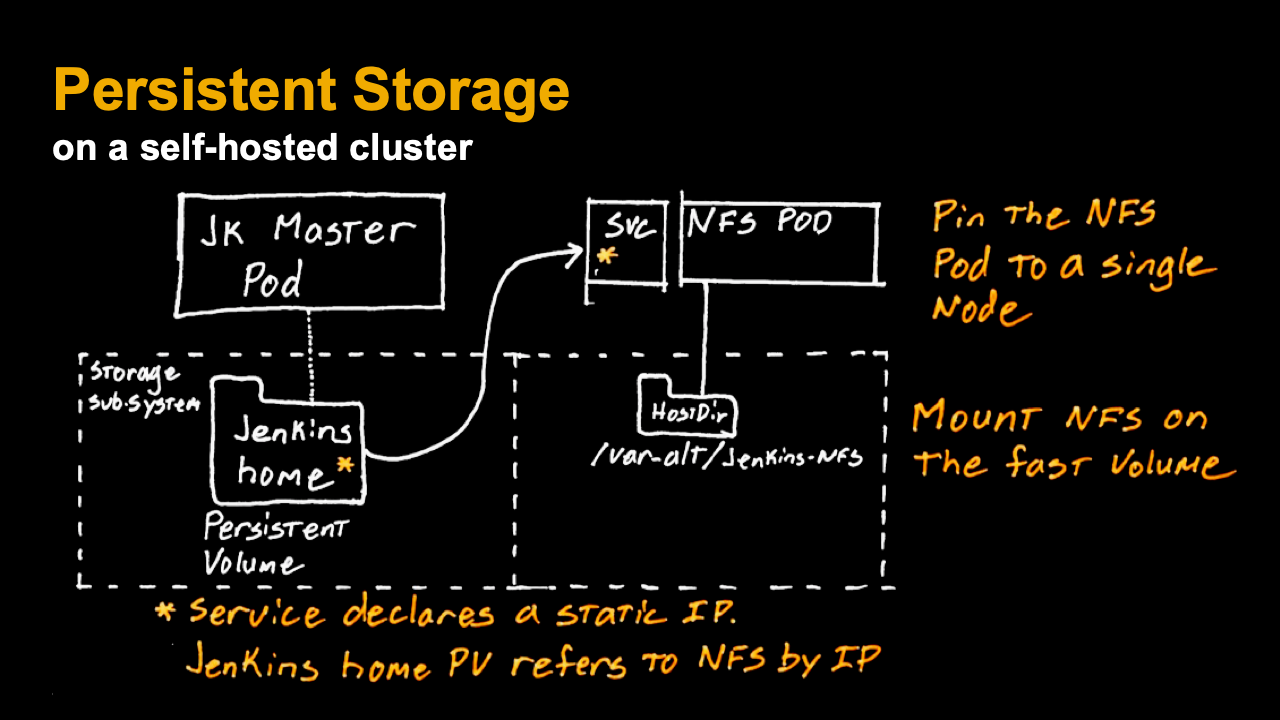 Persistent Storage
on a self-hosted cluster
JK Master
Pod
Svc
*
NFS POD
Pin The NFS
Pod To a single
Node
Storage
Sub-System
Jenkins
home*
Persistent
Volume
HostDir
/var-alt/Jenkins-NFS
Mount NFS on
The fast Volume
* Service declares a static IP.
Jenkins home PV refers to NFS by IP